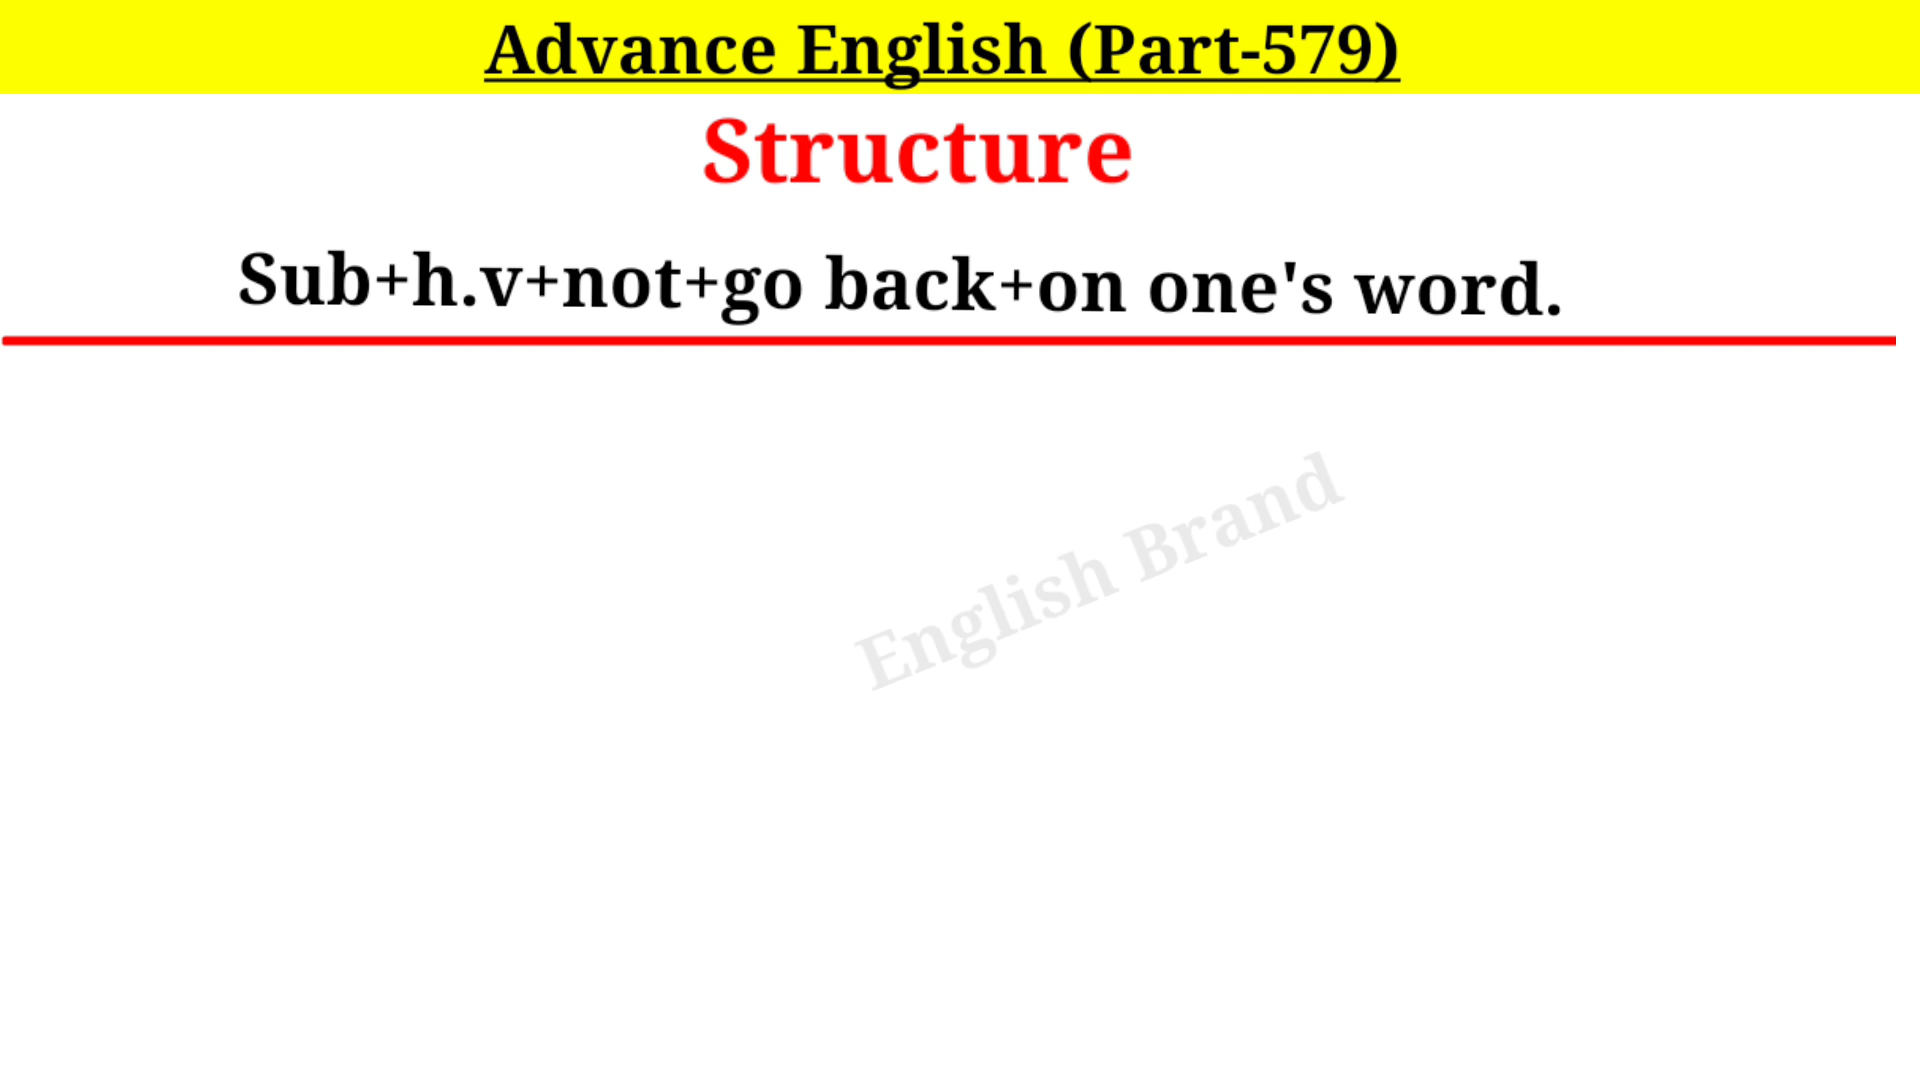 Advance English (Part-579)
Structure
Sub+h.v+not+go back+on one's word.
English Brand